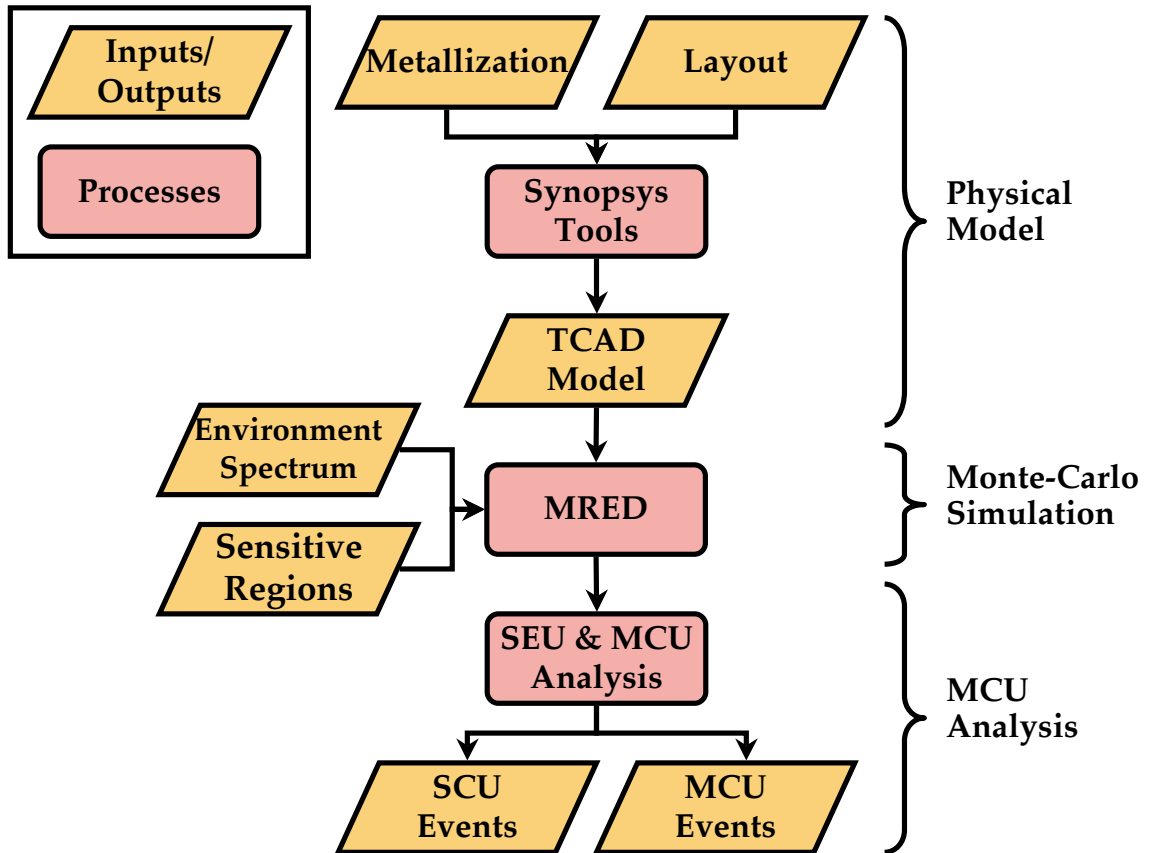 Inputs/
Outputs
Processes
Metallization
Layout
Synopsys
Tools
TCAD
Model
Physical
Model
Environment
Spectrum
Sensitive
Regions
MRED
Monte-Carlo
Simulation
SEU & MCU
Analysis
SCU
Events
MCU
Events
MCU
Analysis